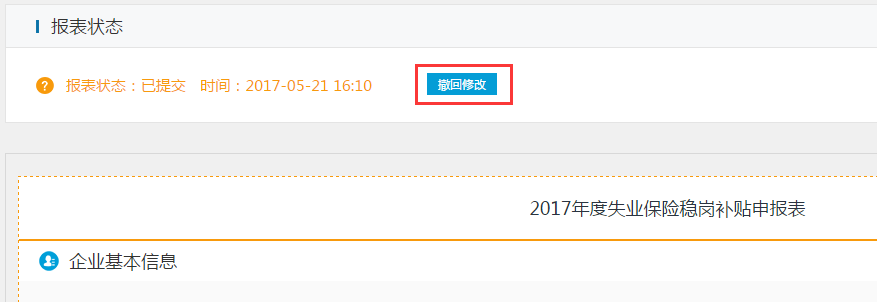 报表状态
报表状态：已提交 时间：2017-05-21 16:10 撤回修改
2017年度失业保险稳岗补贴申报表
企业基本信息